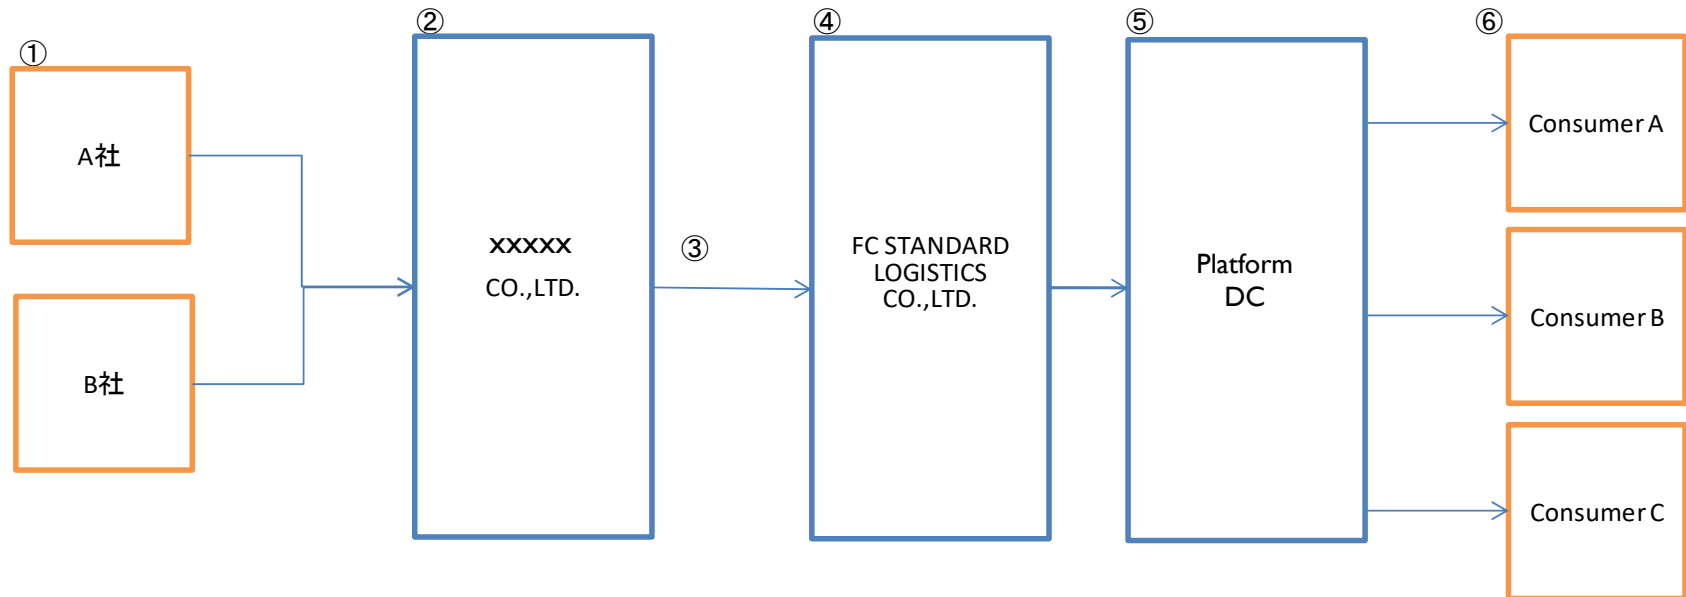 ①
A社
B社
②
xxxxx
CO.,LTD.
③
④
FC STANDARD
LOGISTICS
CO.,LTD.
⑤
Platform
DC
⑥
Consumer A
Consumer B
Consumer C